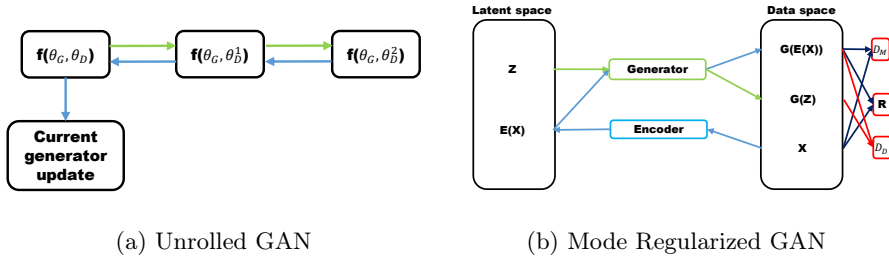 f(θ_G, θ_D)
f(θ_G, θ_D^1)
f(θ_G, θ_D^2)
Current
generator
update
(a) Unrolled GAN
Latent space
Data space
Z
E(X)
Generator
Encoder
G(E(X))
G(Z)
X
D_M
R
D_D
(b) Mode Regularized GAN